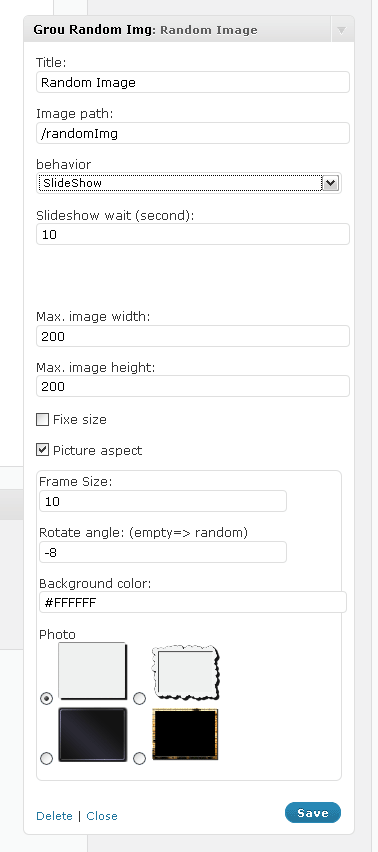 Grou Random Img: Random Image
Title:
Random Image
Image path:
/randomImg
behavior
SlideShow
Slideshow wait (second):
10
Max. image width:
200
Max. image height:
200
Fixe size
Picture aspect
Frame Size:
10
Rotate angle: (empty=> random)
-8
Background color:
#FFFFFF
Photo
Delete | Close
Save